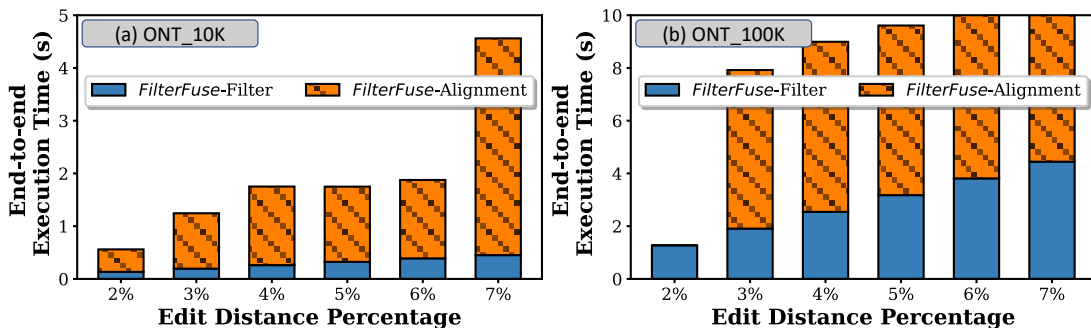 (a) ONT_10K
End-to-end
Execution Time (s)
5
4
3
2
1
0
FilterFuse-Filter
FilterFuse-Alignment
2% 3% 4% 5% 6% 7%
Edit Distance Percentage
(b) ONT_100K
End-to-end
Execution Time (s)
10
8
6
4
2
0
FilterFuse-Filter
FilterFuse-Alignment
2% 3% 4% 5% 6% 7%
Edit Distance Percentage